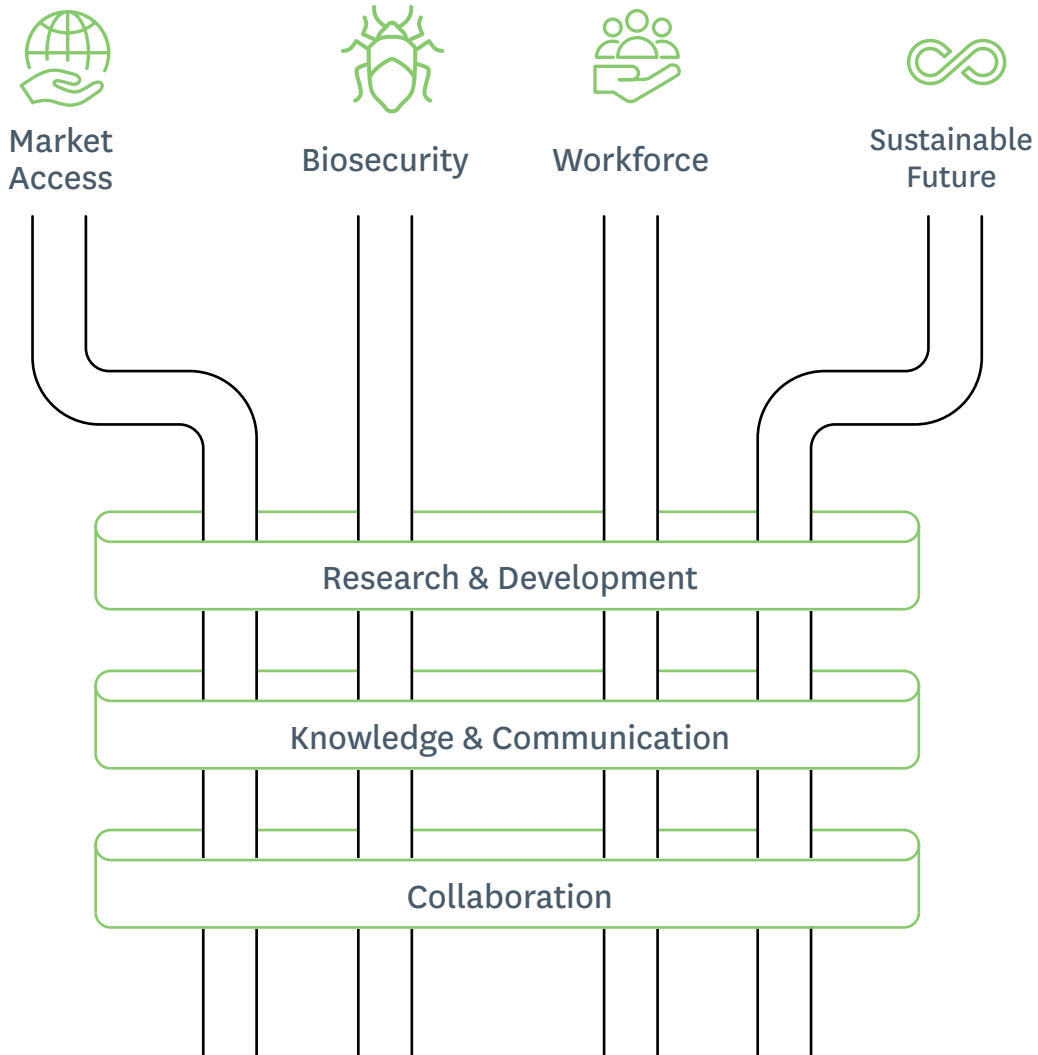 Market
Access
Biosecurity
Workforce
Sustainable
Future
Research & Development
Knowledge & Communication
Collaboration